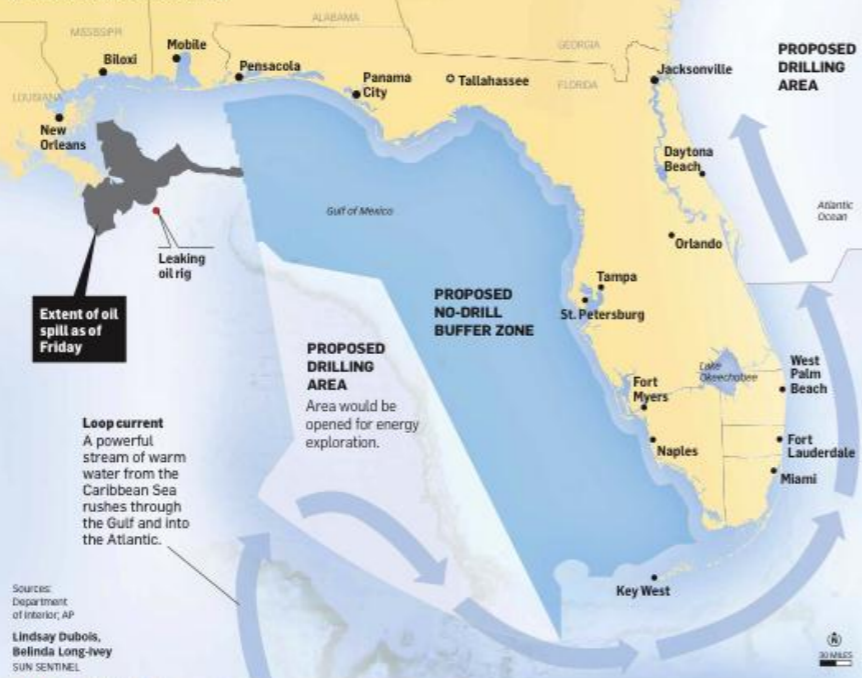 ALABAMA
MISSISSIPPI
GEORGIA
Mobile
Biloxi
Pensacola
Panama
City
Tallahassee
FLORIDA
Jacksonville
PROPOSED
DRILLING
AREA
LOUISIANA
New
Orleans
Daytona
Beach
Gulf of Mexico
Atlantic
Ocean
Orlando
Leaking
oil rig
Tampa
St. Petersburg
Extent of oil
spill as of
Friday
PROPOSED
NO-DRILL
BUFFER ZONE
PROPOSED
DRILLING
AREA
Area would be
opened for energy
exploration.
Lake
Okeechobee
West
Palm
Beach
Fort
Myers
Naples
Fort
Lauderdale
Miami
Loop current
A powerful
stream of warm
water from the
Caribbean Sea
rushes through
the Gulf and into
the Atlantic.
Key West
Sources:
Department
of Interior; AP
Lindsay Dubois,
Belinda Long-Ivey
SUN SENTINEL
N
30 MILES